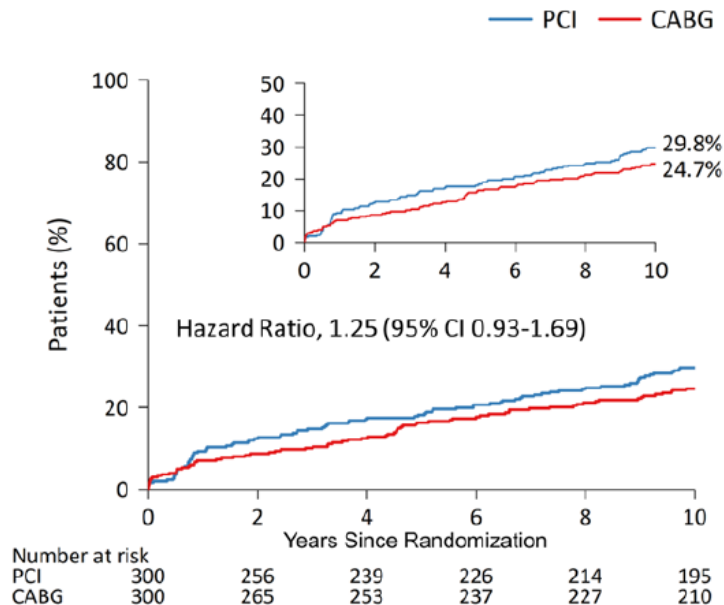 PCI CABG
100
80
60
40
20
0
Patients (%)
50
40
30
20
10
0
29.8%
24.7%
0 2 4 6 8 10
Hazard Ratio, 1.25 (95% CI 0.93-1.69)
0 2 4 6 8 10
Years Since Randomization
Number at risk
PCI 300 256 239 226 214 195
CABG 300 265 253 237 227 210